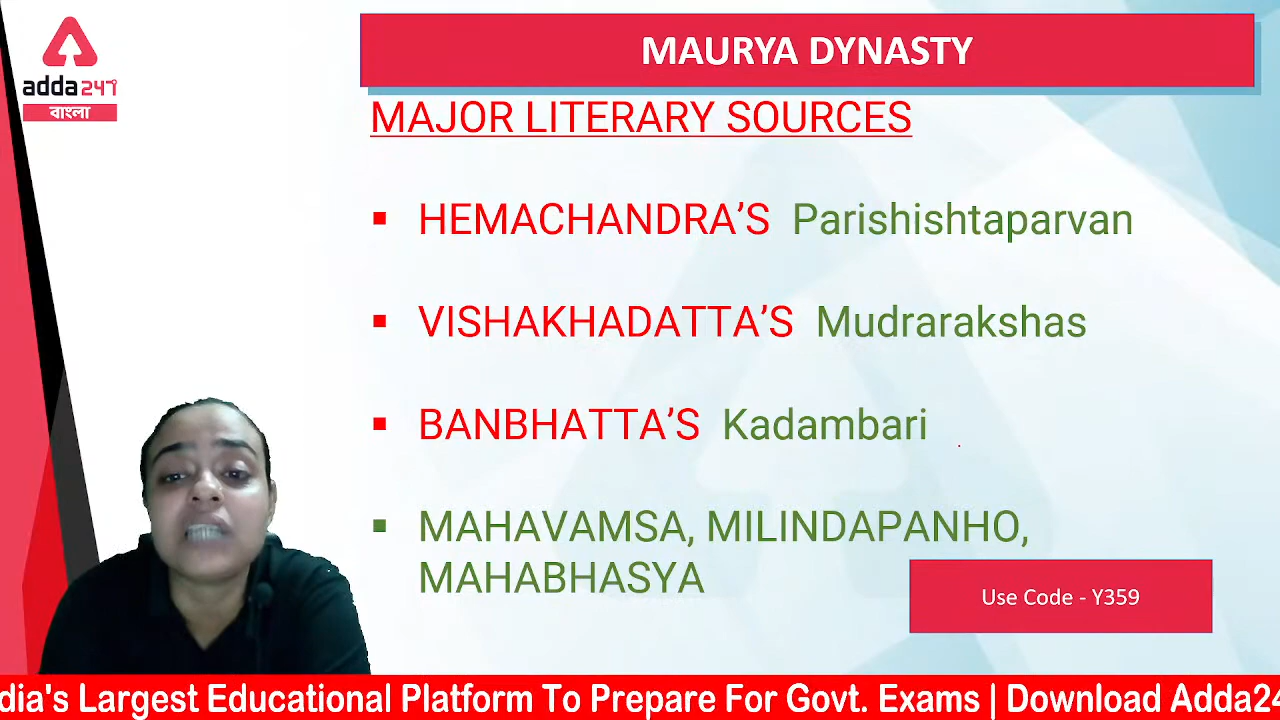 adda247
বাংলা
MAURYA DYNASTY
MAJOR LITERARY SOURCES
▪ HEMACHANDRA’S Parishishtaparvan
▪ VISHAKHADATTA’S Mudrarakshas
▪ BANBHATTA’S Kadambari
▪ MAHAVAMSA, MILINDAPANHO,
MAHABHASYA
Use Code - Y359
dia's Largest Educational Platform To Prepare For Govt. Exams | Download Adda24